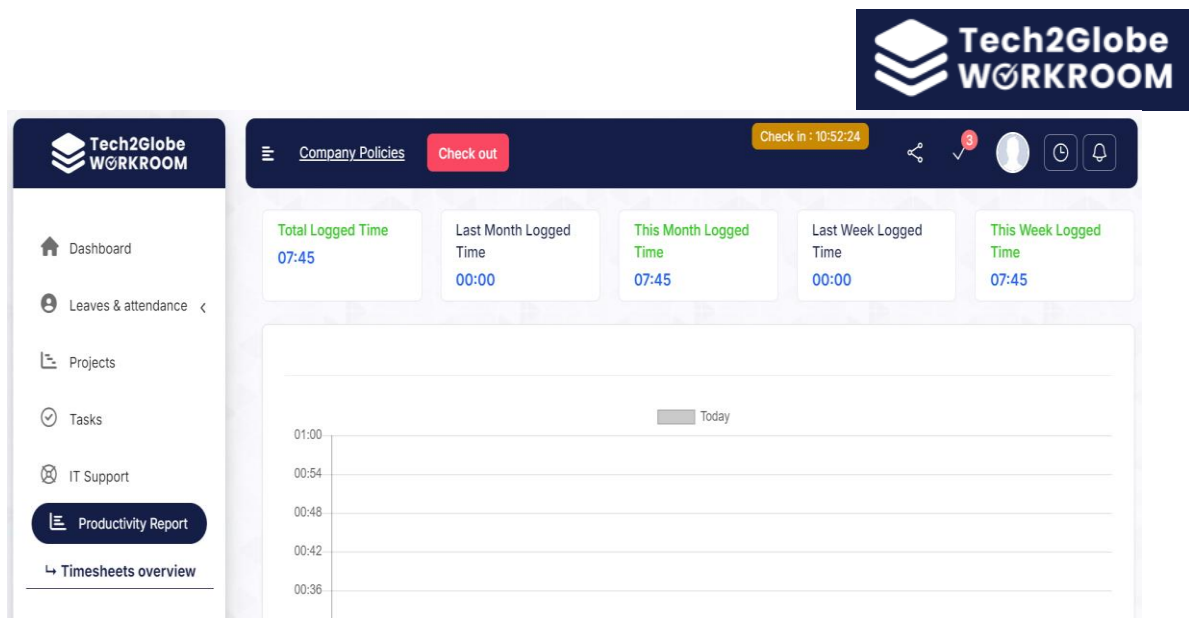 Tech2Globe
WORKROOM
Tech2Globe
WORKROOM
Company Policies
Check out
Check in : 10:52:24
3
Dashboard
Leaves & attendance
Projects
Tasks
IT Support
Productivity Report
↳ Timesheets overview
Total Logged Time
07:45
Last Month Logged
Time
00:00
This Month Logged
Time
07:45
Last Week Logged
Time
00:00
This Week Logged
Time
07:45
Today
01:00
00:54
00:48
00:42
00:36